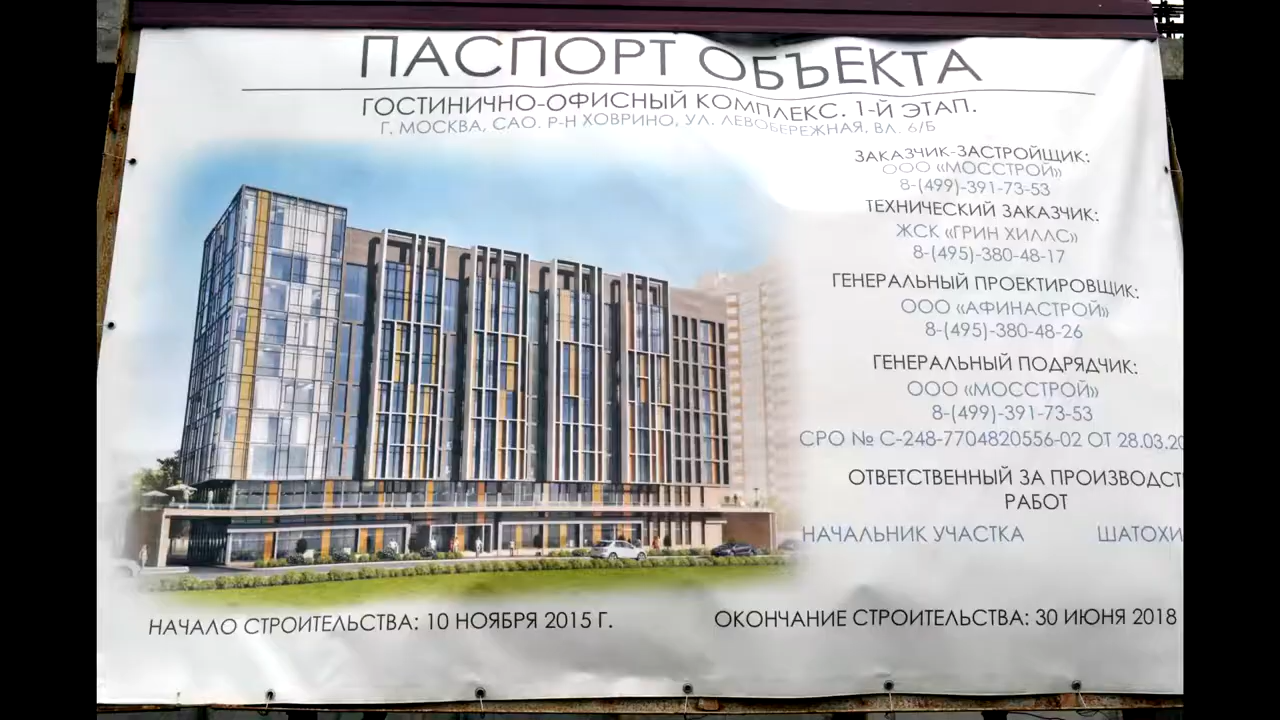 ПАСПОРТ ОБЪЕКТА
ГОСТИНИЧНО-ОФИСНЫЙ КОМПЛЕКС. 1-Й ЭТАП.
Г. МОСКВА, САО. Р-Н ХОВРИНО, УЛ. ЛЕВОБЕРЕЖНАЯ, ВЛ. 6/Б
ЗАКАЗЧИК-ЗАСТРОЙЩИК:
ООО «МОССТРОЙ»
8-(499)-391-73-53
ТЕХНИЧЕСКИЙ ЗАКАЗЧИК:
ЖСК «ГРИН ХИЛЛС»
8-(495)-380-48-17
ГЕНЕРАЛЬНЫЙ ПРОЕКТИРОВЩИК:
ООО «АФИНАСТРОЙ»
8-(495)-380-48-26
ГЕНЕРАЛЬНЫЙ ПОДРЯДЧИК:
ООО «МОССТРОЙ»
8-(499)-391-73-53
СРО № С-248-7704820556-02 ОТ 28.03.20
ОТВЕТСТВЕННЫЙ ЗА ПРОИЗВОДСТ
РАБОТ
НАЧАЛЬНИК УЧАСТКА ШАТОХИ
НАЧАЛО СТРОИТЕЛЬСТВА: 10 НОЯБРЯ 2015 Г.
ОКОНЧАНИЕ СТРОИТЕЛЬСТВА: 30 ИЮНЯ 2018